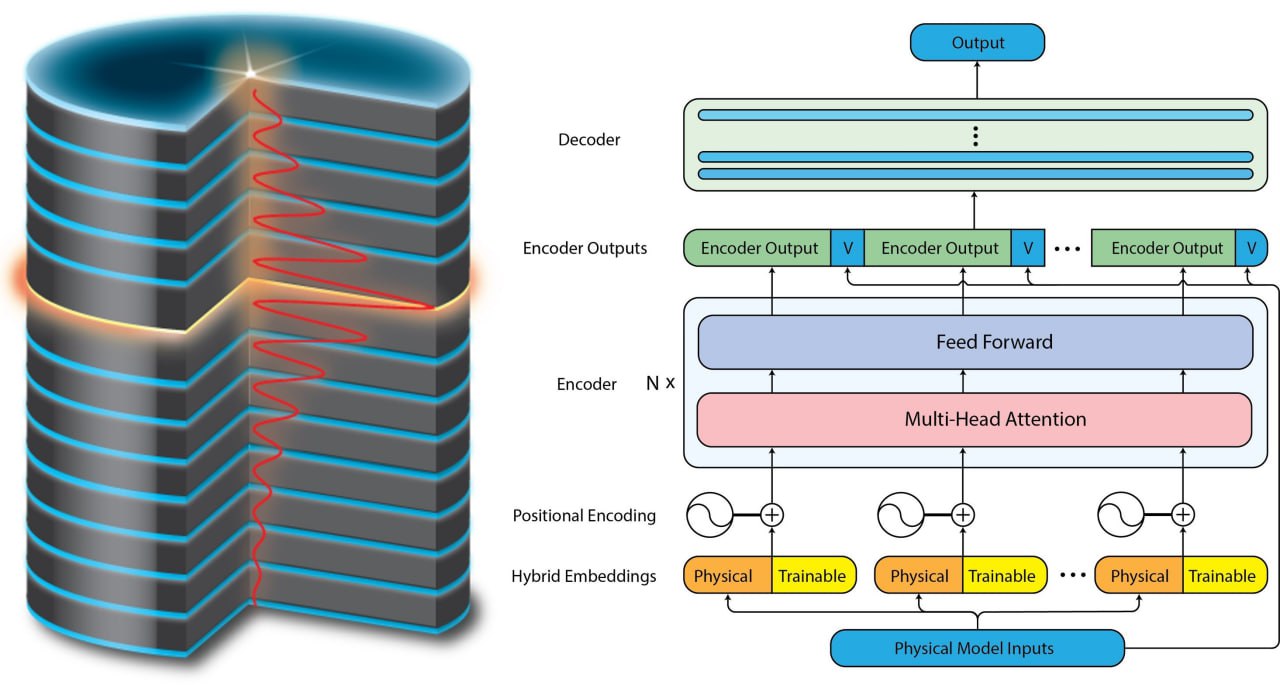 Output
Decoder
Encoder Outputs
Encoder Output V Encoder Output V Encoder Output V
Feed Forward
Encoder N x
Multi-Head Attention
Positional Encoding
Hybrid Embeddings
Physical Trainable Physical Trainable Physical Trainable
Physical Model Inputs